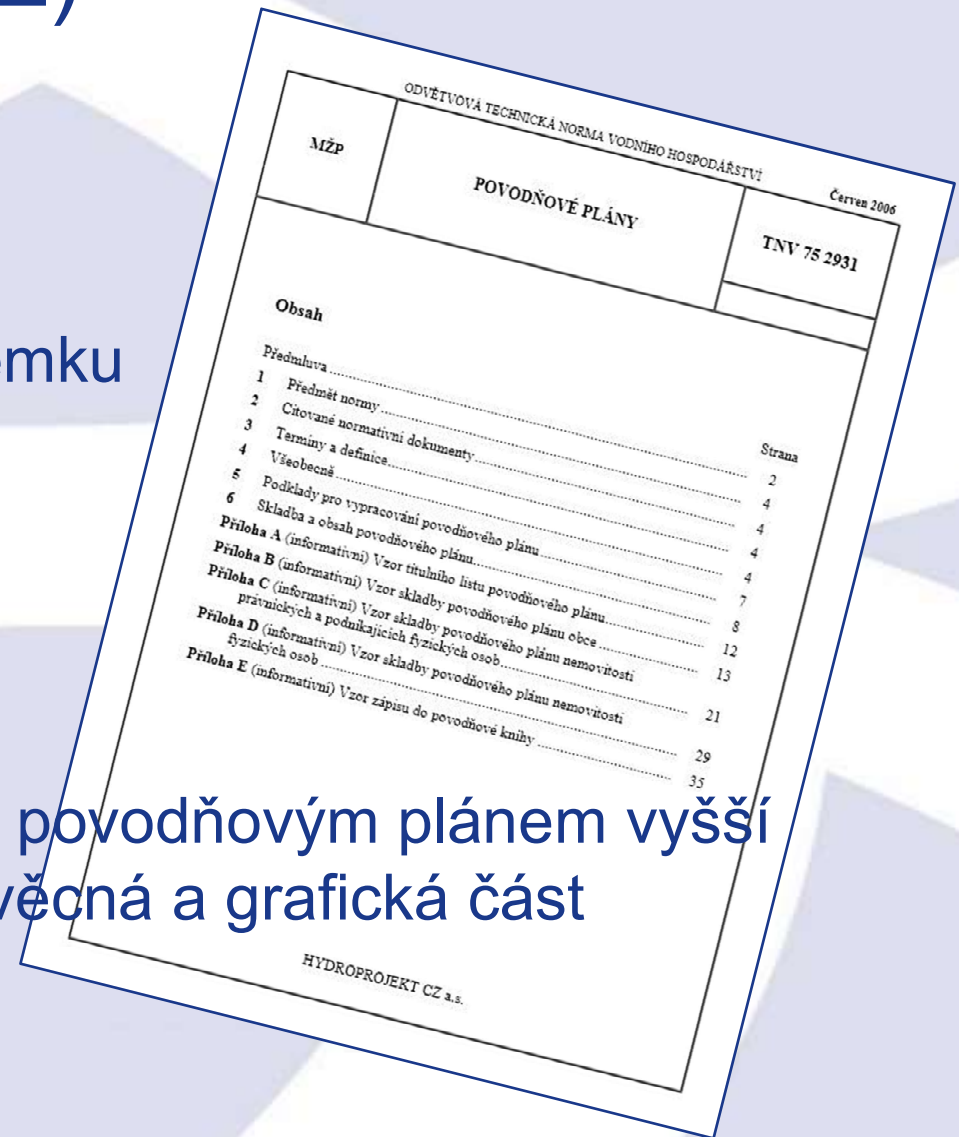 emku
ODVĚTVOVÁ TECHNICKÁ NORMA VODNÍHO HOSPODÁŘSTVÍ
Červen 2006
MŽP
POVODŇOVÉ PLÁNY
TNV 75 2931
Obsah
Strana
Předmluva 2
1 Předmět normy 4
2 Citované normativní dokumenty 4
3 Termíny a definice 4
4 Všeobecně 4
5 Podklady pro vypracování povodňového plánu 7
6 Skladba a obsah povodňového plánu 8
Příloha A (informativní) Vzor titulního listu povodňového plánu 12
Příloha B (informativní) Vzor skladby povodňového plánu obce 13
Příloha C (informativní) Vzor skladby povodňového plánu nemovitosti
právnických a podnikajících fyzických osob 21
Příloha D (informativní) Vzor skladby povodňového plánu nemovitosti
fyzických osob 29
Příloha E (informativní) Vzor zápisu do povodňové knihy 35
povodňovým plánem vyšší
věcná a grafická část
HYDROPROJEKT CZ a.s.